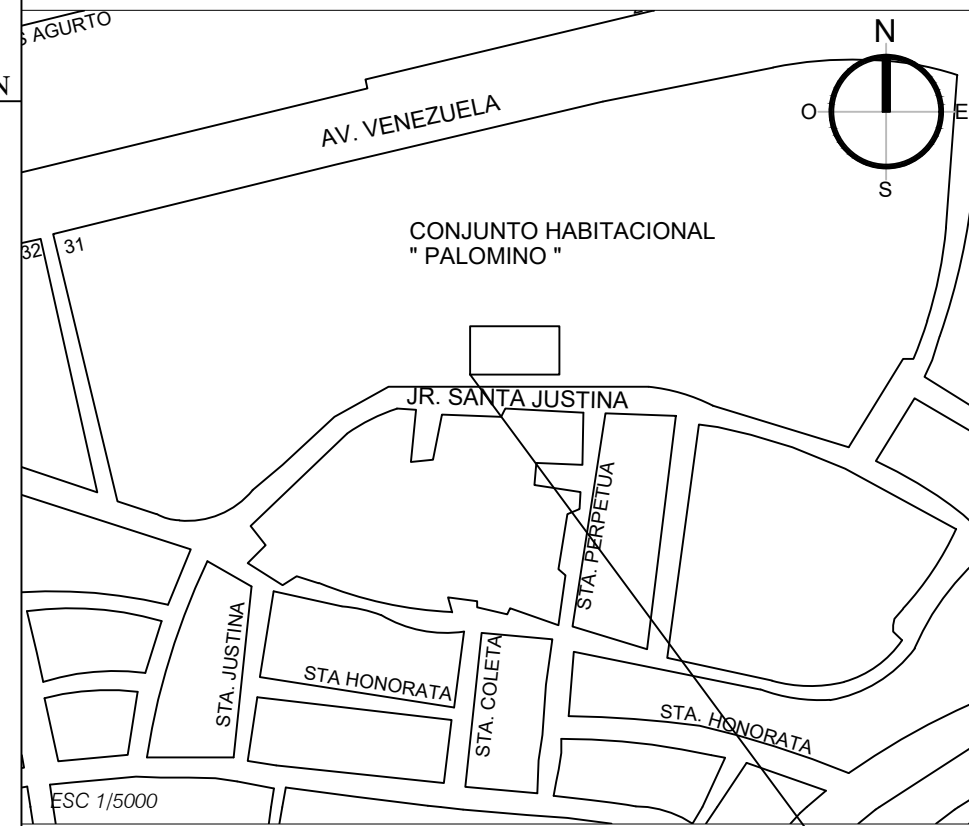 S AGURTO
N
N
O
E
S
AV. VENEZUELA
CONJUNTO HABITACIONAL
" PALOMINO "
32
31
JR. SANTA JUSTINA
STA. PERPETUA
STA. JUSTINA
STA HONORATA
STA. COLETA
STA. HONORATA
ESC 1/5000